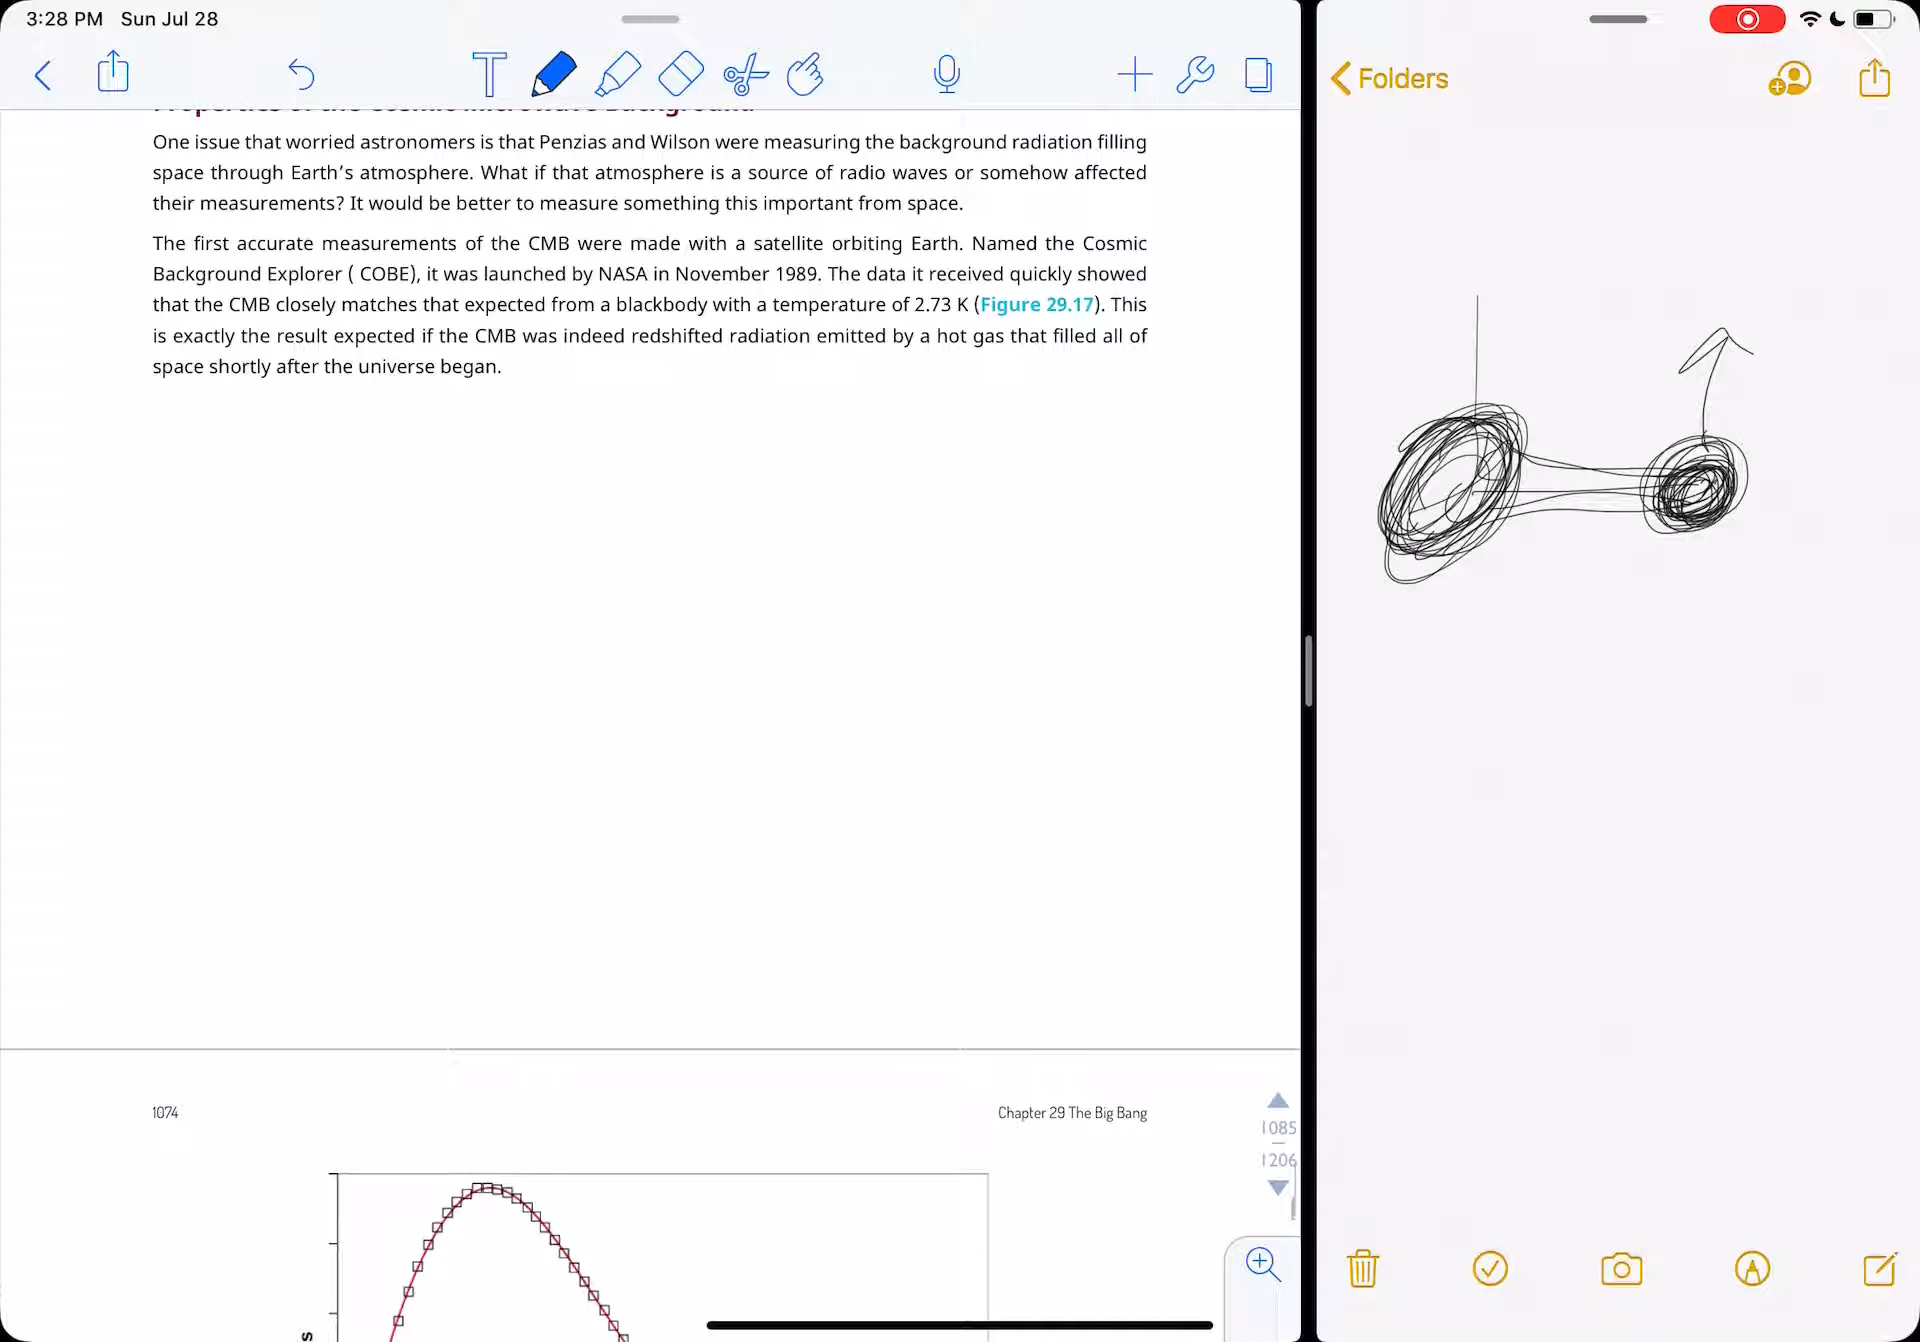 3:28 PM Sun Jul 28
Folders
Properties of the Cosmic Microwave Background
One issue that worried astronomers is that Penzias and Wilson were measuring the background radiation filling
space through Earth’s atmosphere. What if that atmosphere is a source of radio waves or somehow affected
their measurements? It would be better to measure something this important from space.
The first accurate measurements of the CMB were made with a satellite orbiting Earth. Named the Cosmic
Background Explorer ( COBE), it was launched by NASA in November 1989. The data it received quickly showed
that the CMB closely matches that expected from a blackbody with a temperature of 2.73 K (Figure 29.17). This
is exactly the result expected if the CMB was indeed redshifted radiation emitted by a hot gas that filled all of
space shortly after the universe began.
1074
Chapter 29 The Big Bang
1085
1206
s